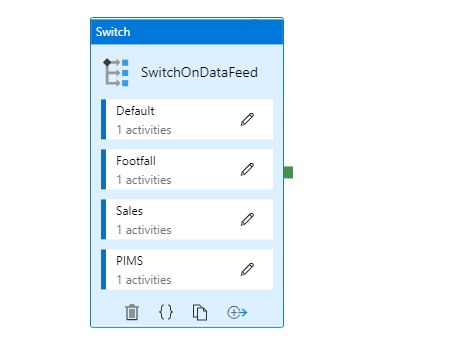 Switch
SwitchOnDataFeed
Default
1 activities
Footfall
1 activities
Sales
1 activities
PIMS
1 activities
{}